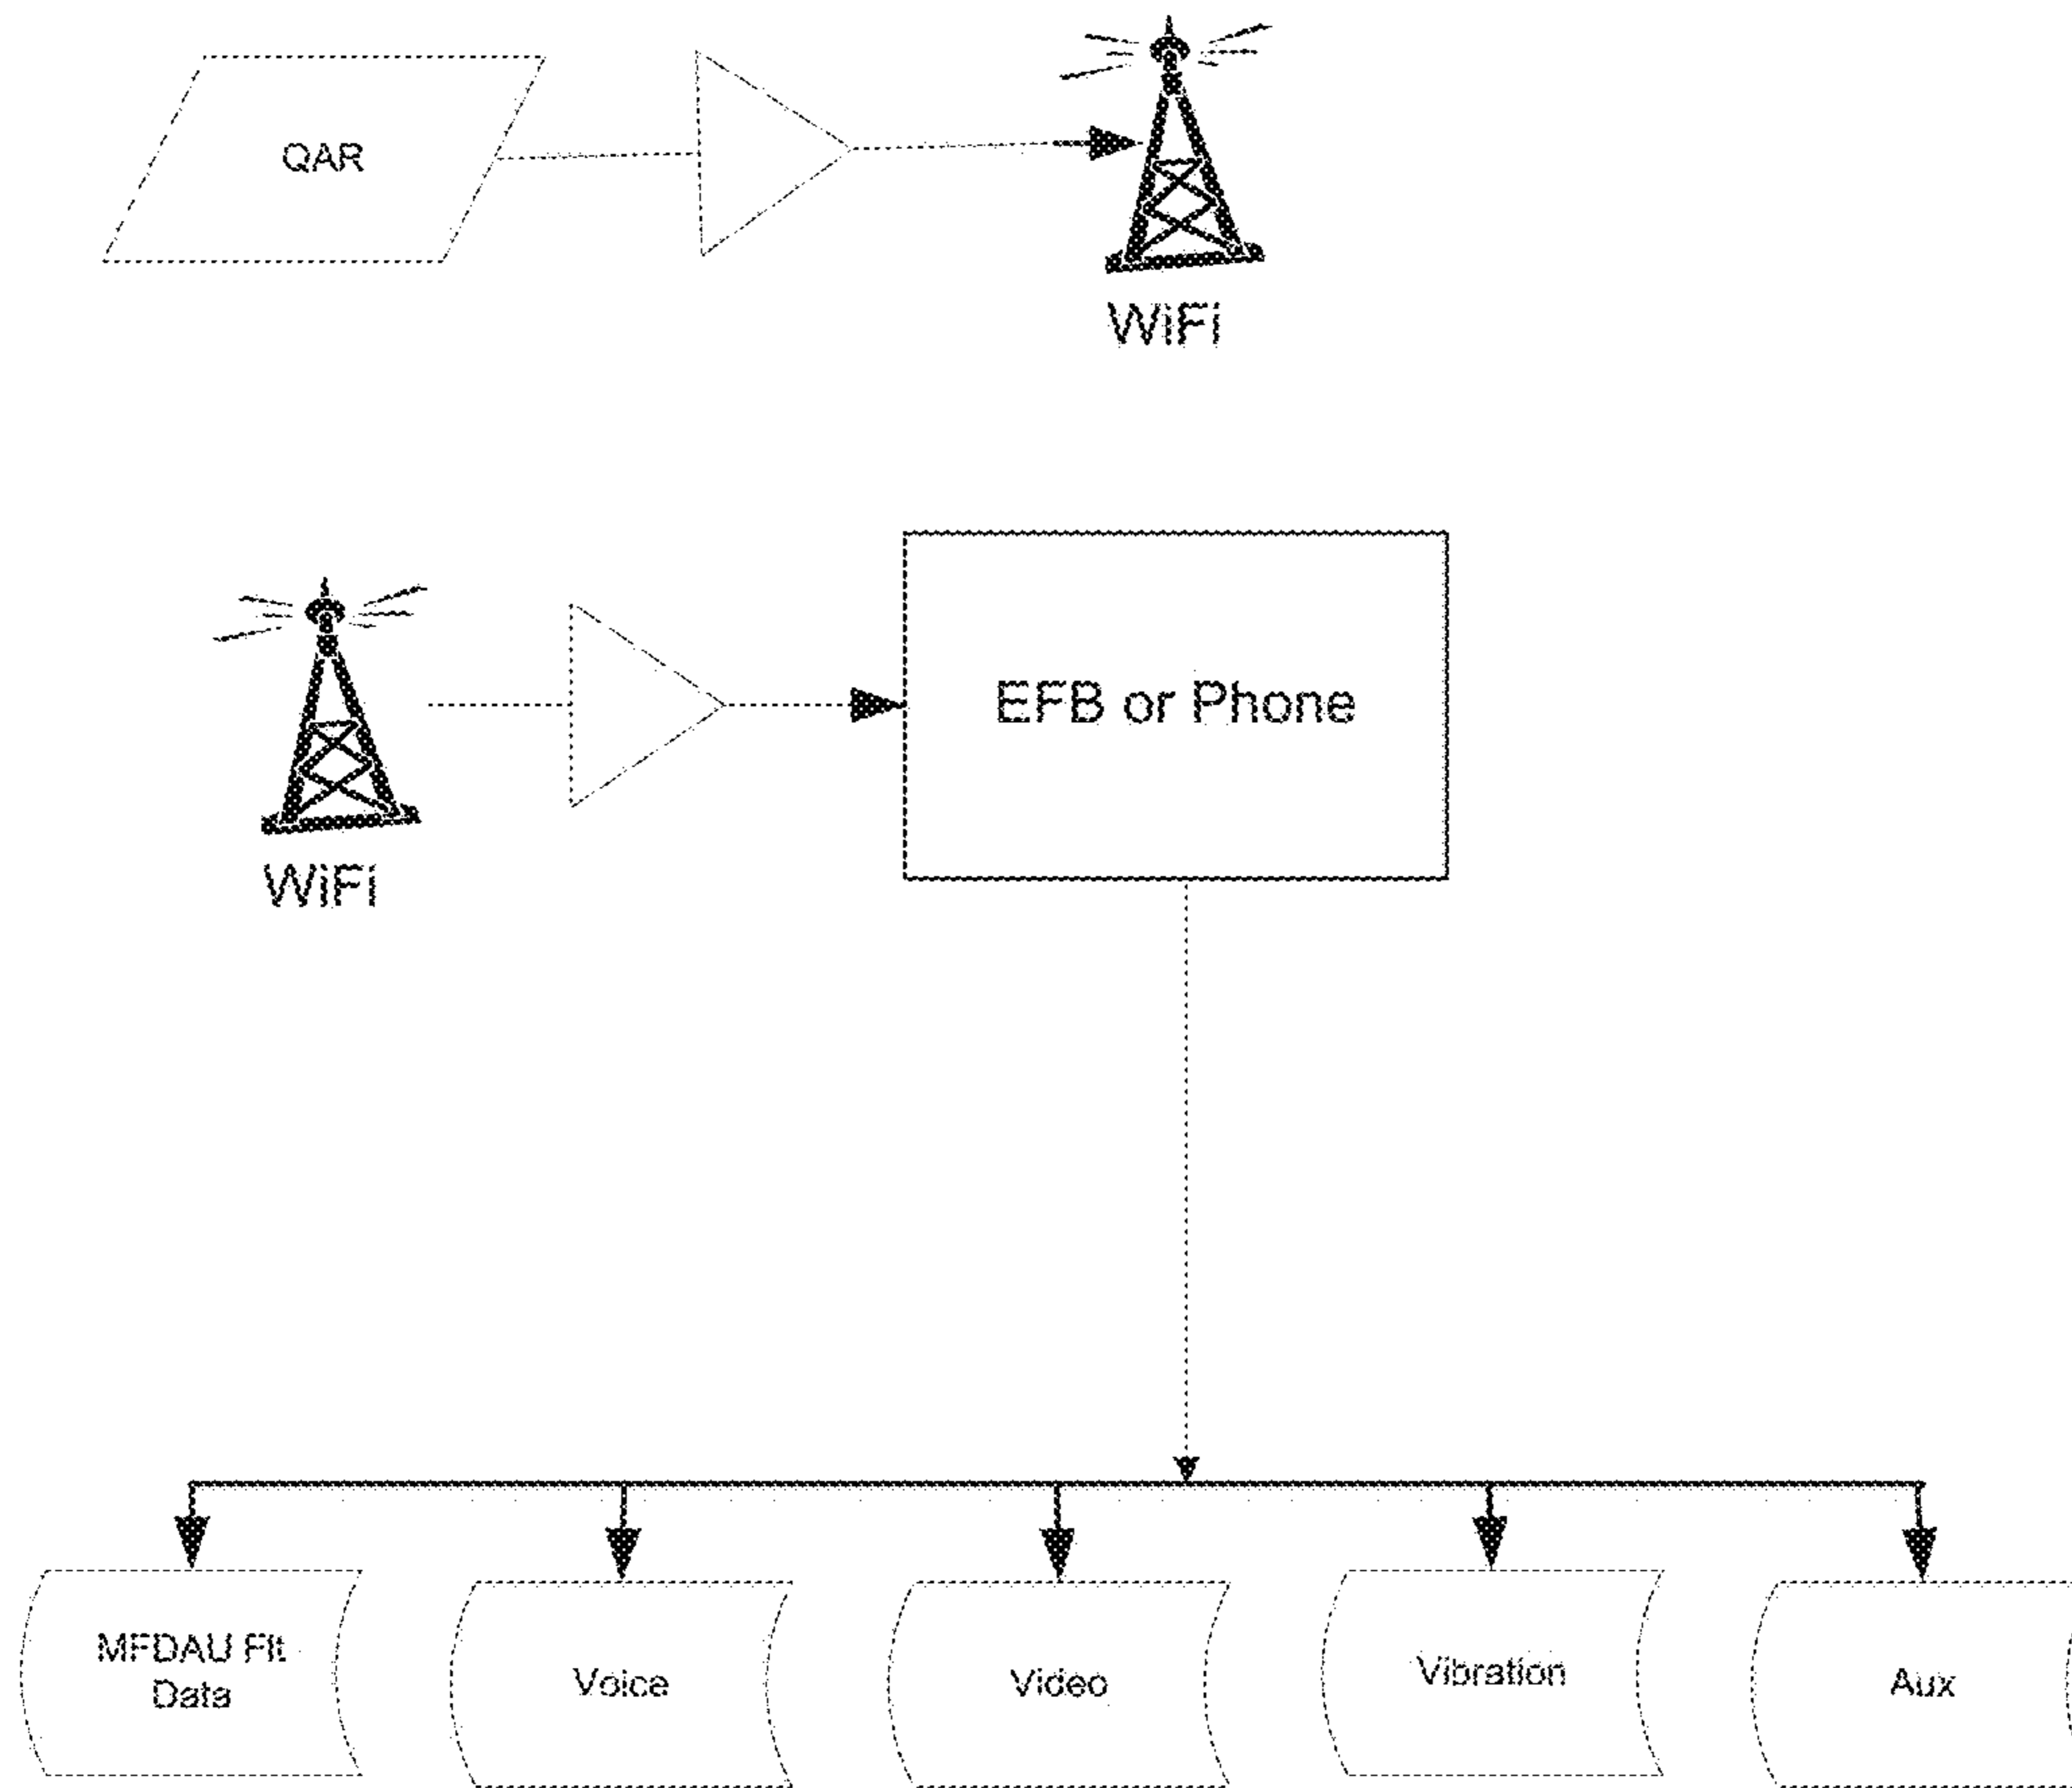 QAR
WiFi
EFB or Phone
WiFi
MFDAU Flt
Data
Voice
Video
Vibration
Aux